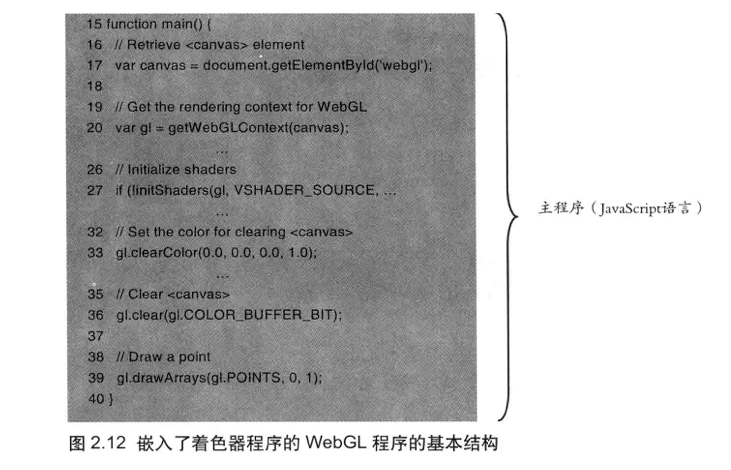 15 function main() {
16 // Retrieve <canvas> element
17 var canvas = document.getElementById('webgl');
18
19 // Get the rendering context for WebGL
20 var gl = getWebGLContext(canvas);
...
26 // Initialize shaders
27 if (!initShaders(gl, VSHADER_SOURCE, ...
...
32 // Set the color for clearing <canvas>
33 gl.clearColor(0.0, 0.0, 0.0, 1.0);
...
35 // Clear <canvas>
36 gl.clear(gl.COLOR_BUFFER_BIT);
37
38 // Draw a point
39 gl.drawArrays(gl.POINTS, 0, 1);
40 }
主程序（JavaScript语言）
图 2.12 嵌入了着色器程序的 WebGL 程序的基本结构